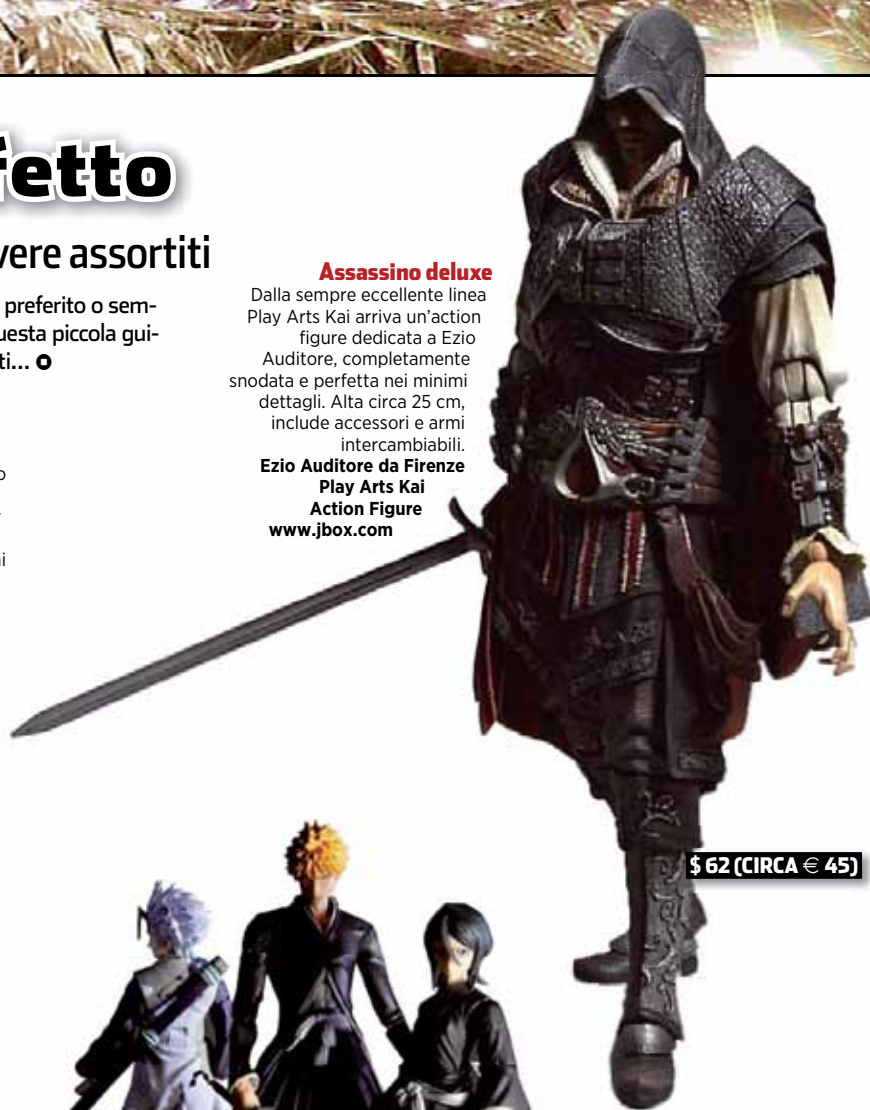 fetto
vere assortiti
preferito o sem-
uesta piccola gui-
ti...
Assassino deluxe
Dalla sempre eccellente linea
Play Arts Kai arriva un'action
figure dedicata a Ezio
Auditore, completamente
snodata e perfetta nei minimi
dettagli. Alta circa 25 cm,
include accessori e armi
intercambiabili.
Ezio Auditore da Firenze
Play Arts Kai
Action Figure
www.jbox.com
o
ni
$ 62 (CIRCA € 45)